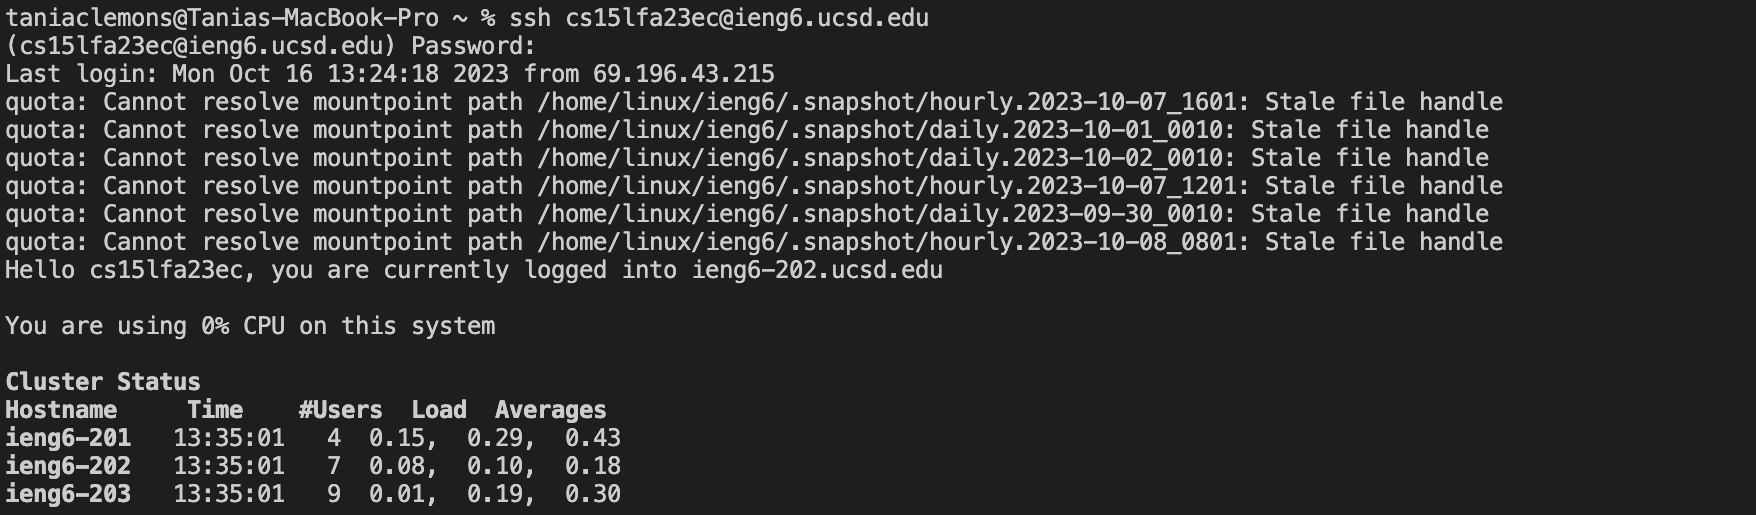 taniaclemons@Tanias-MacBook-Pro ~ % ssh cs15lfa23ec@ieng6.ucsd.edu
(cs15lfa23ec@ieng6.ucsd.edu) Password:
Last login: Mon Oct 16 13:24:18 2023 from 69.196.43.215
quota: Cannot resolve mountpoint path /home/linux/ieng6/.snapshot/hourly.2023-10-07_1601: Stale file handle
quota: Cannot resolve mountpoint path /home/linux/ieng6/.snapshot/daily.2023-10-01_0010: Stale file handle
quota: Cannot resolve mountpoint path /home/linux/ieng6/.snapshot/daily.2023-10-02_0010: Stale file handle
quota: Cannot resolve mountpoint path /home/linux/ieng6/.snapshot/hourly.2023-10-07_1201: Stale file handle
quota: Cannot resolve mountpoint path /home/linux/ieng6/.snapshot/daily.2023-09-30_0010: Stale file handle
quota: Cannot resolve mountpoint path /home/linux/ieng6/.snapshot/hourly.2023-10-08_0801: Stale file handle
Hello cs15lfa23ec, you are currently logged into ieng6-202.ucsd.edu
You are using 0% CPU on this system
Cluster Status
Hostname     Time    #Users  Load  Averages
ieng6-201   13:35:01   4  0.15,  0.29,  0.43
ieng6-202   13:35:01   7  0.08,  0.10,  0.18
ieng6-203   13:35:01   9  0.01,  0.19,  0.30